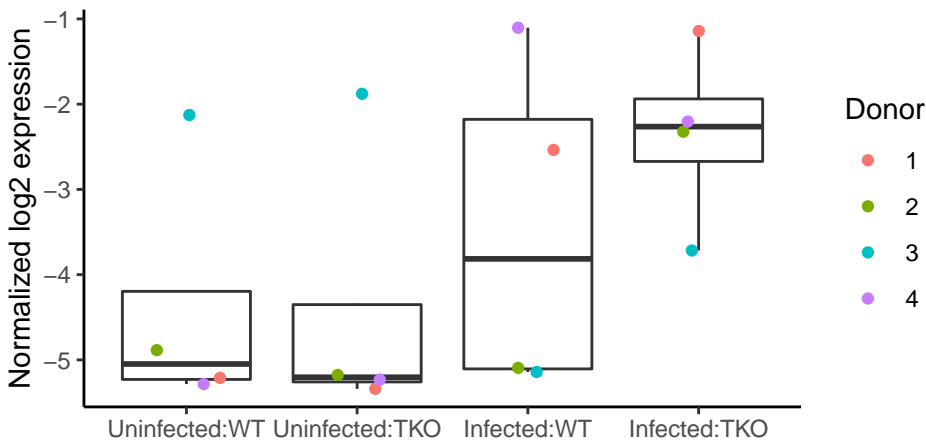 Normalized log2 expression
−1
−2
−3
−4
−5
Uninfected:WT
Uninfected:TKO
Infected:WT
Infected:TKO
Donor
1
2
3
4